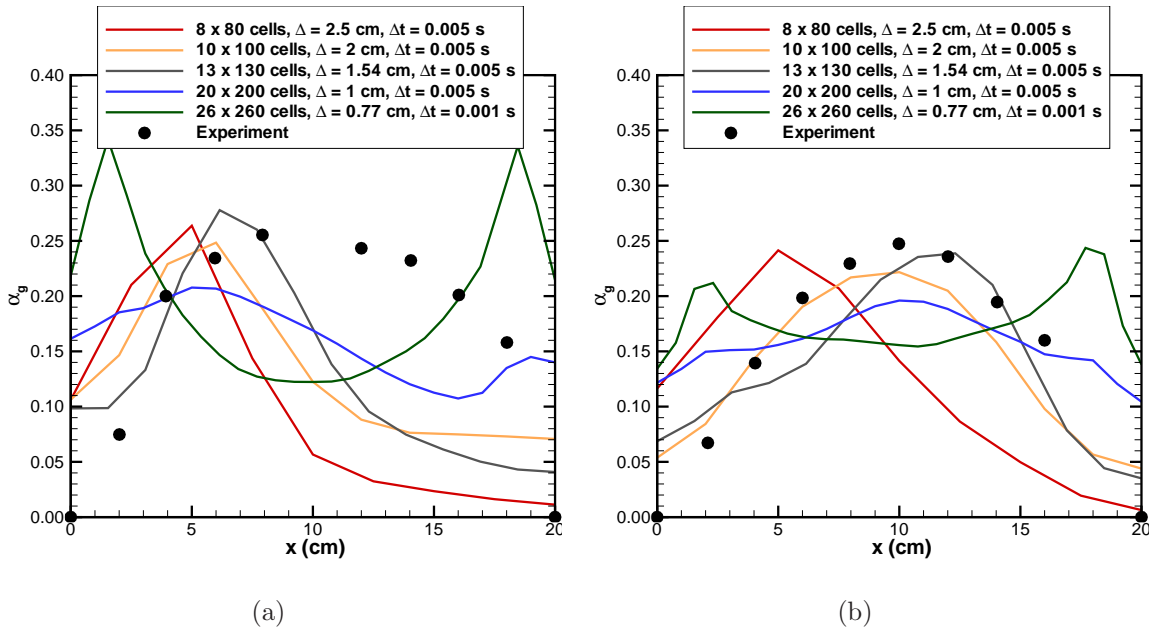 8 x 80 cells, Δ = 2.5 cm, Δt = 0.005 s
10 x 100 cells, Δ = 2 cm, Δt = 0.005 s
13 x 130 cells, Δ = 1.54 cm, Δt = 0.005 s
20 x 200 cells, Δ = 1 cm, Δt = 0.005 s
26 x 260 cells, Δ = 0.77 cm, Δt = 0.001 s
Experiment
0.40
0.35
0.30
0.25
0.20
0.15
0.10
0.05
0.00
αg
0 5 10 15 20
x (cm)
(a)
8 x 80 cells, Δ = 2.5 cm, Δt = 0.005 s
10 x 100 cells, Δ = 2 cm, Δt = 0.005 s
13 x 130 cells, Δ = 1.54 cm, Δt = 0.005 s
20 x 200 cells, Δ = 1 cm, Δt = 0.005 s
26 x 260 cells, Δ = 0.77 cm, Δt = 0.001 s
Experiment
0.40
0.35
0.30
0.25
0.20
0.15
0.10
0.05
0.00
αg
0 5 10 15 20
x (cm)
(b)